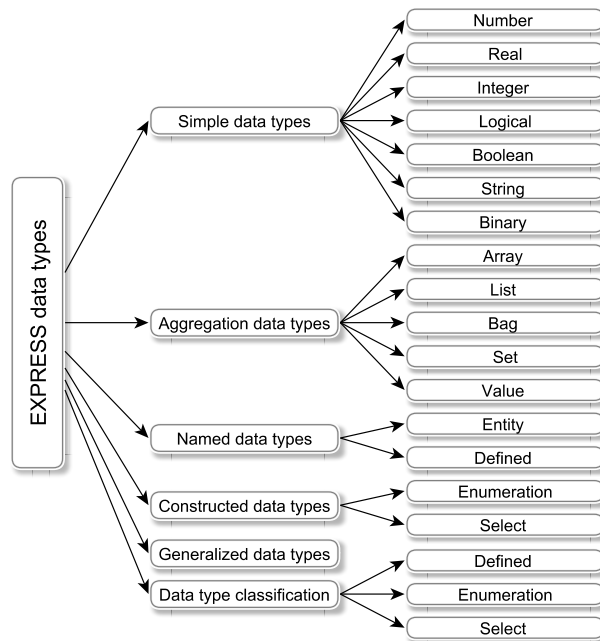 EXPRESS data types
Simple data types
Number
Real
Integer
Logical
Boolean
String
Binary
Aggregation data types
Array
List
Bag
Set
Value
Named data types
Entity
Defined
Constructed data types
Enumeration
Select
Generalized data types
Data type classification
Defined
Enumeration
Select